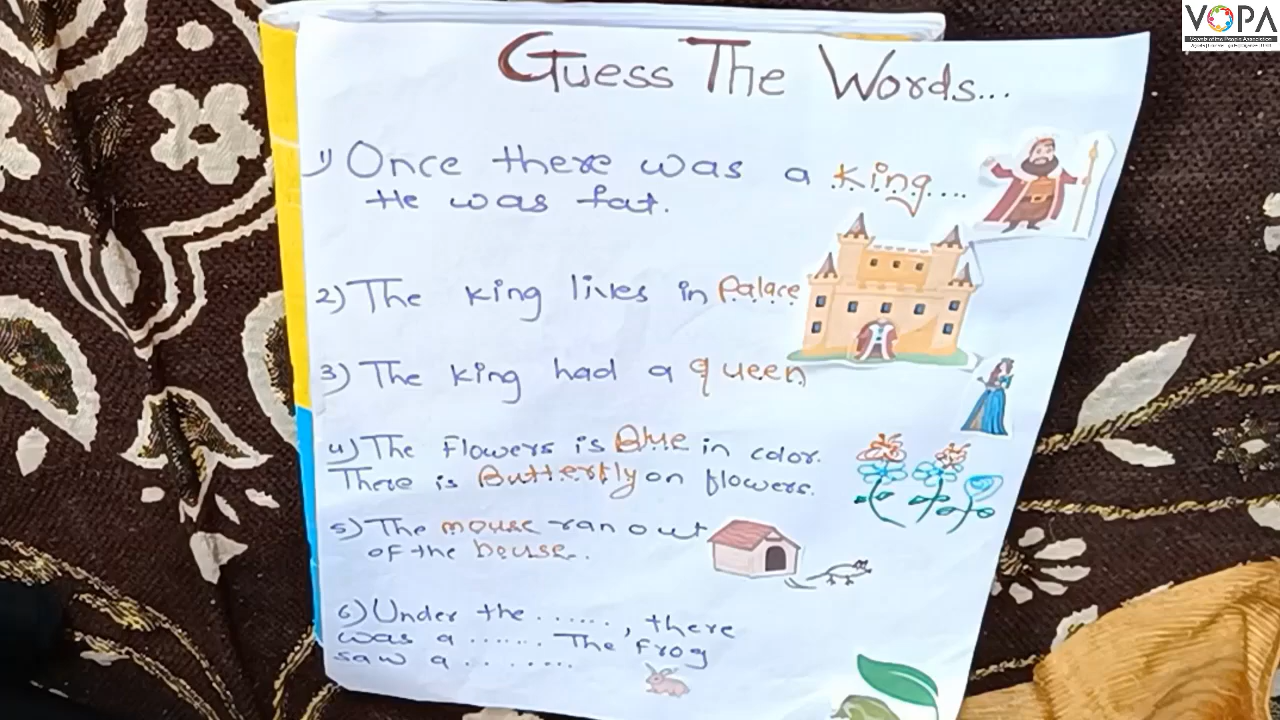 VOPA
Guess The Words...
1) Once there was a king....
He was fat.
2) The king lives in Palace
3) The king had a queen
4) The Flowers is Blue in color.
There is Butterfly on flowers.
5) The mouse ran out
of the house..
6) Under the ......, there
was a ....... The frog
saw a ........